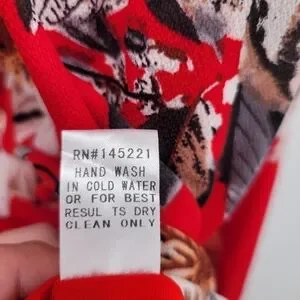 RN#145221
HAND WASH
IN COLD WATER
OR FOR BEST
RESUL TS DRY
CLEAN ONLY